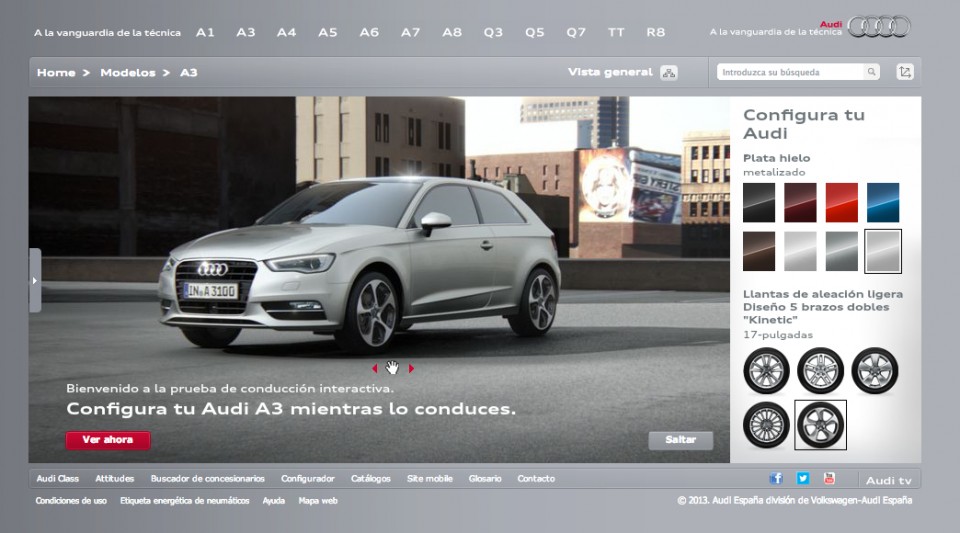 A la vanguardia de la técnica A1 A3 A4 A5 A6 A7 A8 Q3 Q5 Q7 TT R8
Audi
A la vanguardia de la técnica
Home > Modelos > A3
Vista general
Introduzca su búsqueda
Configura tu
Audi
Plata hielo
metalizado
IN A 3100
Llantas de aleación ligera
Diseño 5 brazos dobles
"Kinetic"
17-pulgadas
Bienvenido a la prueba de conducción interactiva.
Configura tu Audi A3 mientras lo conduces.
Ver ahora
Saltar
Audi Class Attitudes Buscador de concesionarios Configurador Catálogos Site mobile Glosario Contacto
Audi tv
Condiciones de uso Etiqueta energética de neumáticos Ayuda Mapa web
© 2013. Audi España división de Volkswagen-Audi España